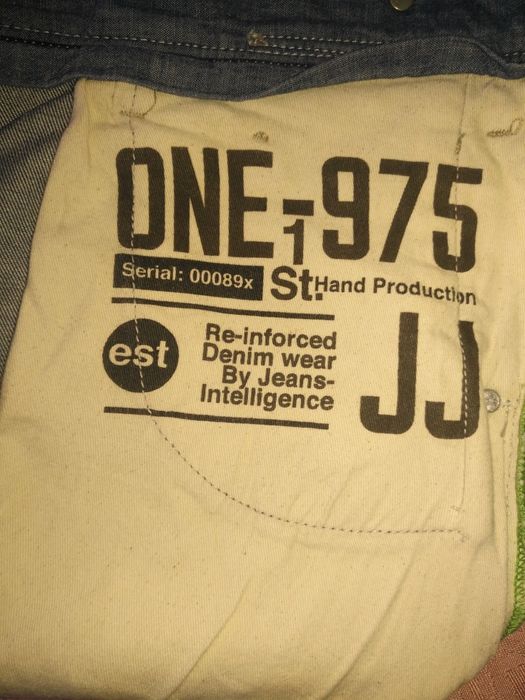 ONE-975
1
Serial: 00089x St. Hand Production
est
Re-inforced
Denim wear
By Jeans-
Intelligence
JJ